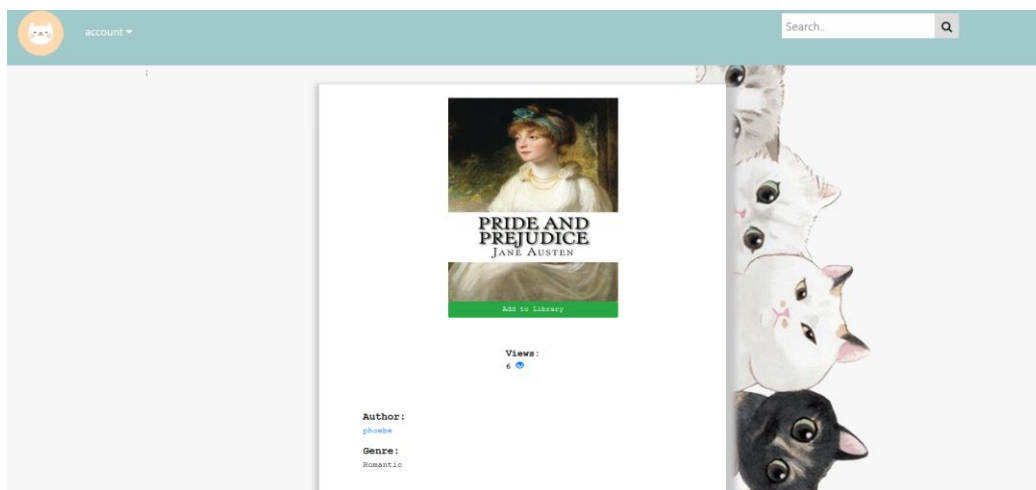 account
Search...
;
PRIDE AND
PREJUDICE
JANE AUSTEN
Add to Library
Views:
6
Author:
phoebe
Genre:
Romantic